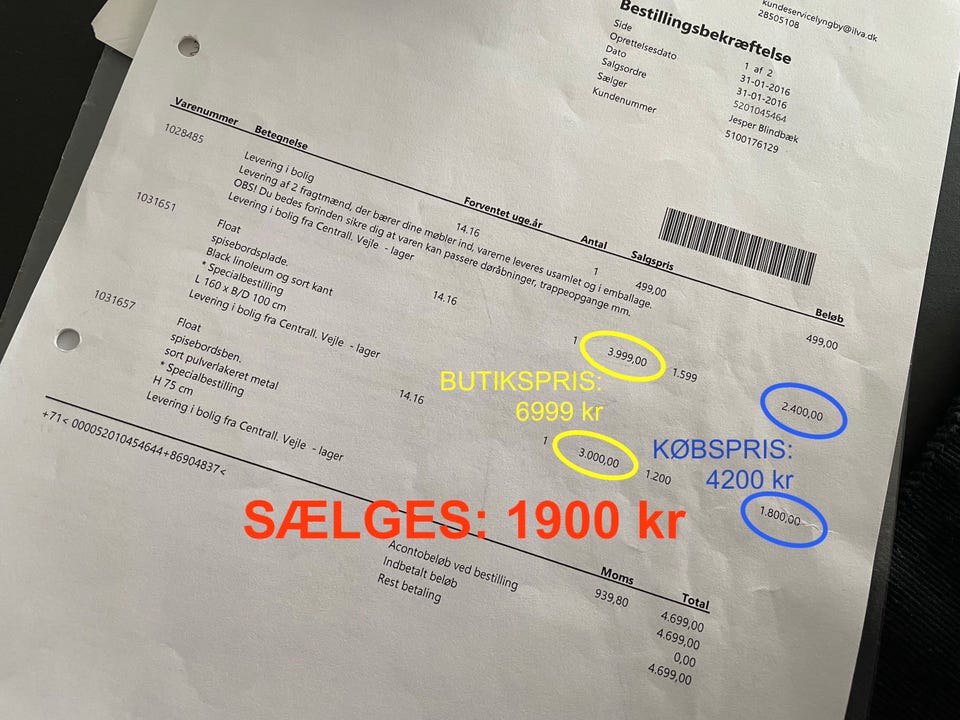 kundeservicelyngby@ilva.dk
28505108
Bestillingsbekræftelse
Side 1 af 2
Oprettelsesdato 31-01-2016
Dato 31-01-2016
Salgsordre 5201045464
Sælger Jesper Blindbæk
Kundenummer 5100176129
Varenummer Betegnelse Forventet uge.år Antal Salgspris Beløb
1028485 Levering i bolig 14.16 1 499,00 499,00
Levering af 2 fragtmænd, der bærer dine møbler ind, varerne leveres usamlet og i emballage.
OBS! Du bedes forinden sikre dig at varen kan passere døråbninger, trappeopgange mm.
Levering i bolig fra Centrall. Vejle - lager
1031651 Float 14.16 1 3.999,00 1.599 2.400,00
spisebordsplade.
Black linoleum og sort kant
* Specialbestilling
L 160 x B/D 100 cm
Levering i bolig fra Centrall. Vejle - lager
1031657 Float 14.16 1 3.000,00 1.200 1.800,00
spisebordsben.
sort pulverlakeret metal
* Specialbestilling
H 75 cm
Levering i bolig fra Centrall. Vejle - lager
+71< 000052010454644+86904837<
BUTIKSPRIS:
6999 kr
KØBSPRIS:
4200 kr
SÆLGES: 1900 kr
Moms Total
939,80 4.699,00
Acontobeløb ved bestilling 4.699,00
Indbetalt beløb 0,00
Rest betaling 4.699,00